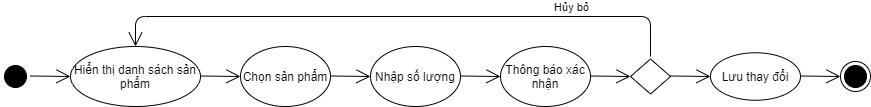 Hủy bỏ
Hiển thị danh sách sản
phẩm
Chọn sản phẩm
Nhập số lượng
Thông báo xác
nhận
Lưu thay đổi